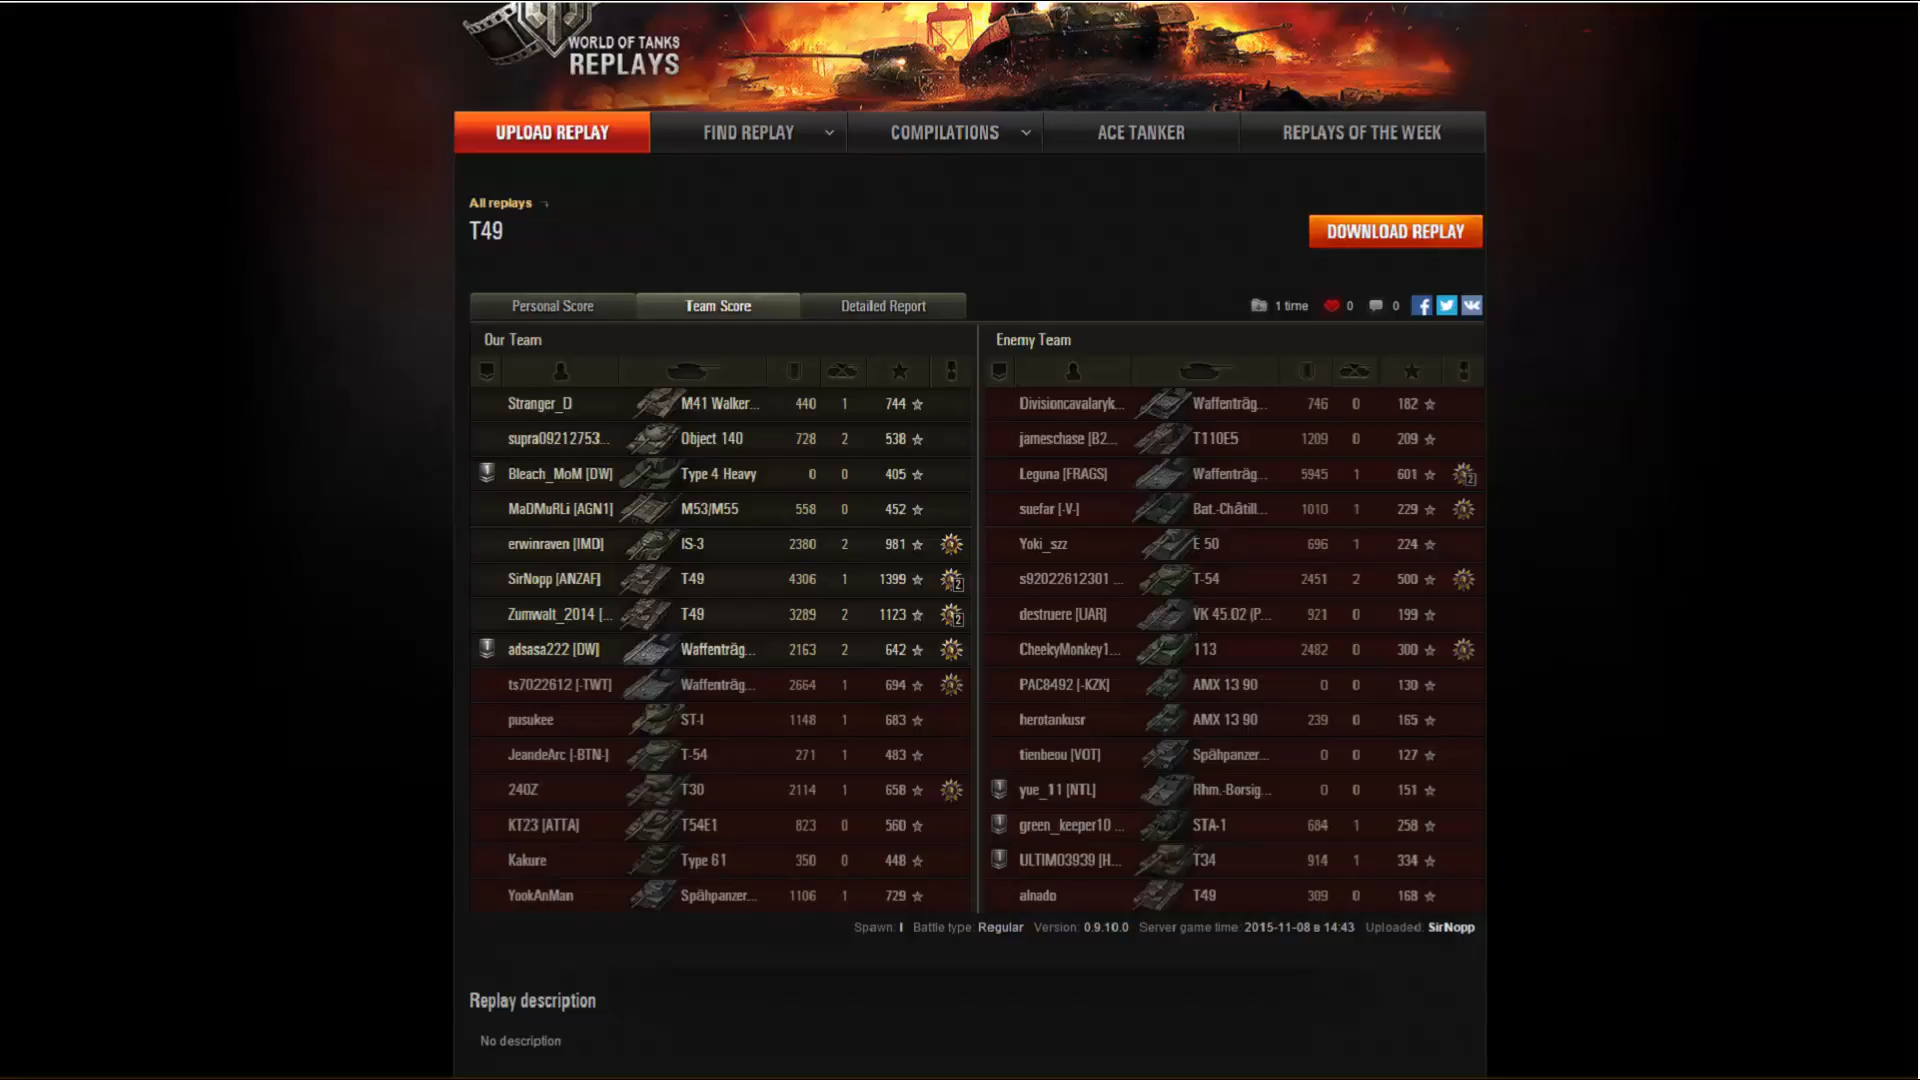 WORLD OF TANKS
REPLAYS
UPLOAD REPLAY FIND REPLAY COMPILATIONS ACE TANKER REPLAYS OF THE WEEK
All replays
T49
DOWNLOAD REPLAY
Personal Score Team Score Detailed Report 1 time 0 0
Our Team Enemy Team
Stranger_D M41 Walker... 440 1 744 Divisioncavalaryk... Waffenträg... 746 0 182
supra09212753... Object 140 728 2 538 jameschase [B2... T110E5 1209 0 209
Bleach_MoM [DW] Type 4 Heavy 0 0 405 Leguna [FRAGS] Waffenträg... 5945 1 601 2
MaDMuRLi [AGN1] M53/M55 558 0 452 suefar [-V-] Bat.-Châtill... 1010 1 229
erwinraven [IMD] IS-3 2380 2 981 Yoki_szz E 50 696 1 224
SirNopp [ANZAF] T49 4306 1 1399 2 s92022612301 ... T-54 2451 2 500
Zumwalt_2014 [... T49 3289 2 1123 2 destruere [UAR] VK 45.02 (P... 921 0 199
adsasa222 [DW] Waffenträg... 2163 2 642 CheekyMonkey1... 113 2482 0 300
ts7022612 [-TWT] Waffenträg... 2664 1 694 PAC8492 [-KZK] AMX 13 90 0 0 130
pusukee ST-I 1148 1 683 herotankusr AMX 13 90 239 0 165
JeandeArc [-BTN-] T-54 271 1 483 tienbeou [VOT] Spähpanzer... 0 0 127
240Z T30 2114 1 658 yue_11 [NTL] Rhm.-Borsig... 0 0 151
KT23 [ATTA] T54E1 823 0 560 green_keeper10 ... STA-1 684 1 258
Kakure Type 61 350 0 448 ULTIMO3939 [H... T34 914 1 334
YookAnMan Spähpanzer... 1106 1 729 alnado T49 309 0 168
Spawn: I Battle type: Regular Version: 0.9.10.0 Server game time: 2015-11-08 в 14:43 Uploaded: SirNopp
Replay description
No description